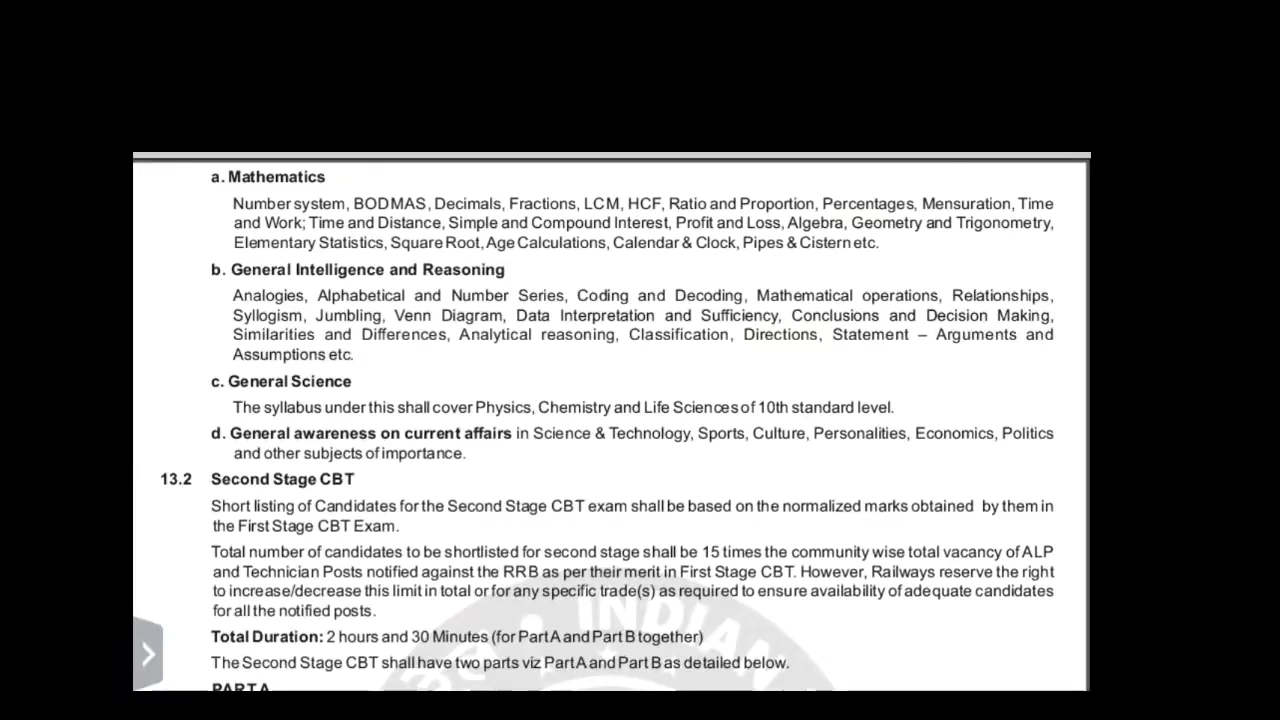 a. Mathematics
Number system, BODMAS, Decimals, Fractions, LCM, HCF, Ratio and Proportion, Percentages, Mensuration, Time
and Work; Time and Distance, Simple and Compound Interest, Profit and Loss, Algebra, Geometry and Trigonometry,
Elementary Statistics, Square Root, Age Calculations, Calendar & Clock, Pipes & Cistern etc.
b. General Intelligence and Reasoning
Analogies, Alphabetical and Number Series, Coding and Decoding, Mathematical operations, Relationships,
Syllogism, Jumbling, Venn Diagram, Data Interpretation and Sufficiency, Conclusions and Decision Making,
Similarities and Differences, Analytical reasoning, Classification, Directions, Statement – Arguments and
Assumptions etc.
c. General Science
The syllabus under this shall cover Physics, Chemistry and Life Sciences of 10th standard level.
d. General awareness on current affairs in Science & Technology, Sports, Culture, Personalities, Economics, Politics
and other subjects of importance.
13.2 Second Stage CBT
Short listing of Candidates for the Second Stage CBT exam shall be based on the normalized marks obtained by them in
the First Stage CBT Exam.
Total number of candidates to be shortlisted for second stage shall be 15 times the community wise total vacancy of ALP
and Technician Posts notified against the RRB as per their merit in First Stage CBT. However, Railways reserve the right
to increase/decrease this limit in total or for any specific trade(s) as required to ensure availability of adequate candidates
for all the notified posts.
Total Duration: 2 hours and 30 Minutes (for Part A and Part B together)
The Second Stage CBT shall have two parts viz Part A and Part B as detailed below.
PART A
INDIAN